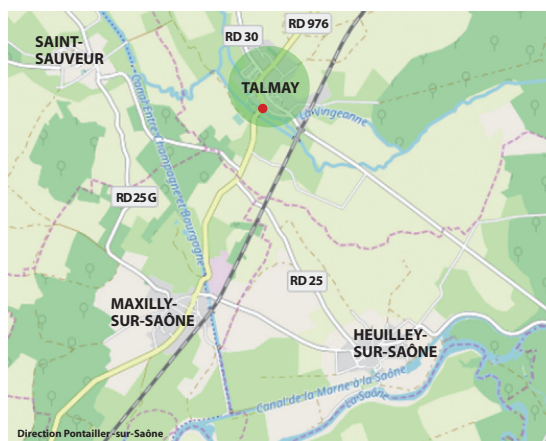 RD 976
RD 30
SAINT-
SAUVEUR
TALMAY
La Vingeanne
Canal Entre Champagne et Bourgogne
RD25G
RD 25
MAXILLY-
SUR-SAÔNE
HEUILLEY-
SUR-SAÔNE
Canal de la Marne à la Saône
La Saône
Direction Pontailler -sur-Saône